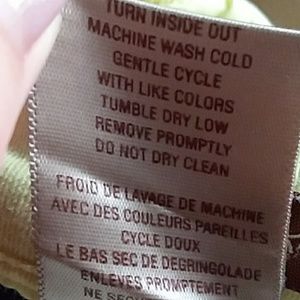 TURN INSIDE OUT
MACHINE WASH COLD
GENTLE CYCLE
WITH LIKE COLORS
TUMBLE DRY LOW
REMOVE PROMPTLY
DO NOT DRY CLEAN
FROID DE LAVAGE DE MACHINE
AVEC DES COULEURS PAREILLES
CYCLE DOUX
LE BAS SEC DE DEGRINGOLADE
ENLEVES PROMPTEMENT
NE